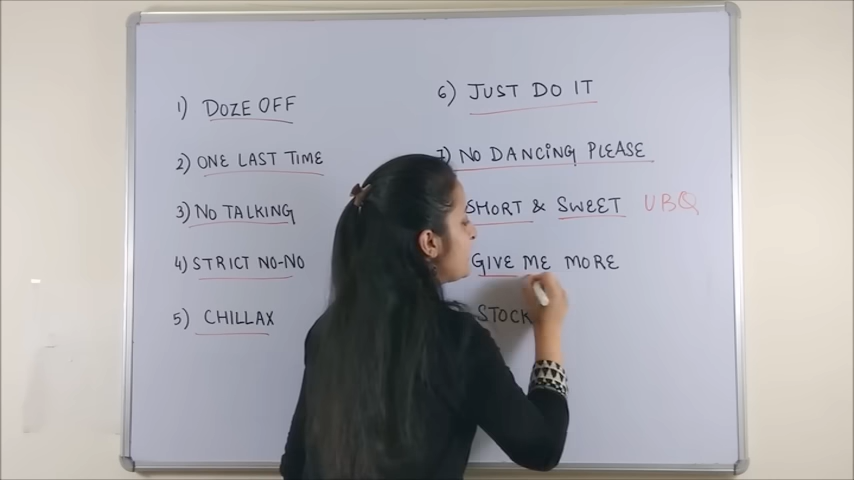 1) DOZE OFF
2) ONE LAST TIME
3) NO TALKING
4) STRICT NO-NO
5) CHILLAX
6) JUST DO IT
7) NO DANCING PLEASE
SHORT & SWEET UBQ
GIVE ME MORE
STOCK